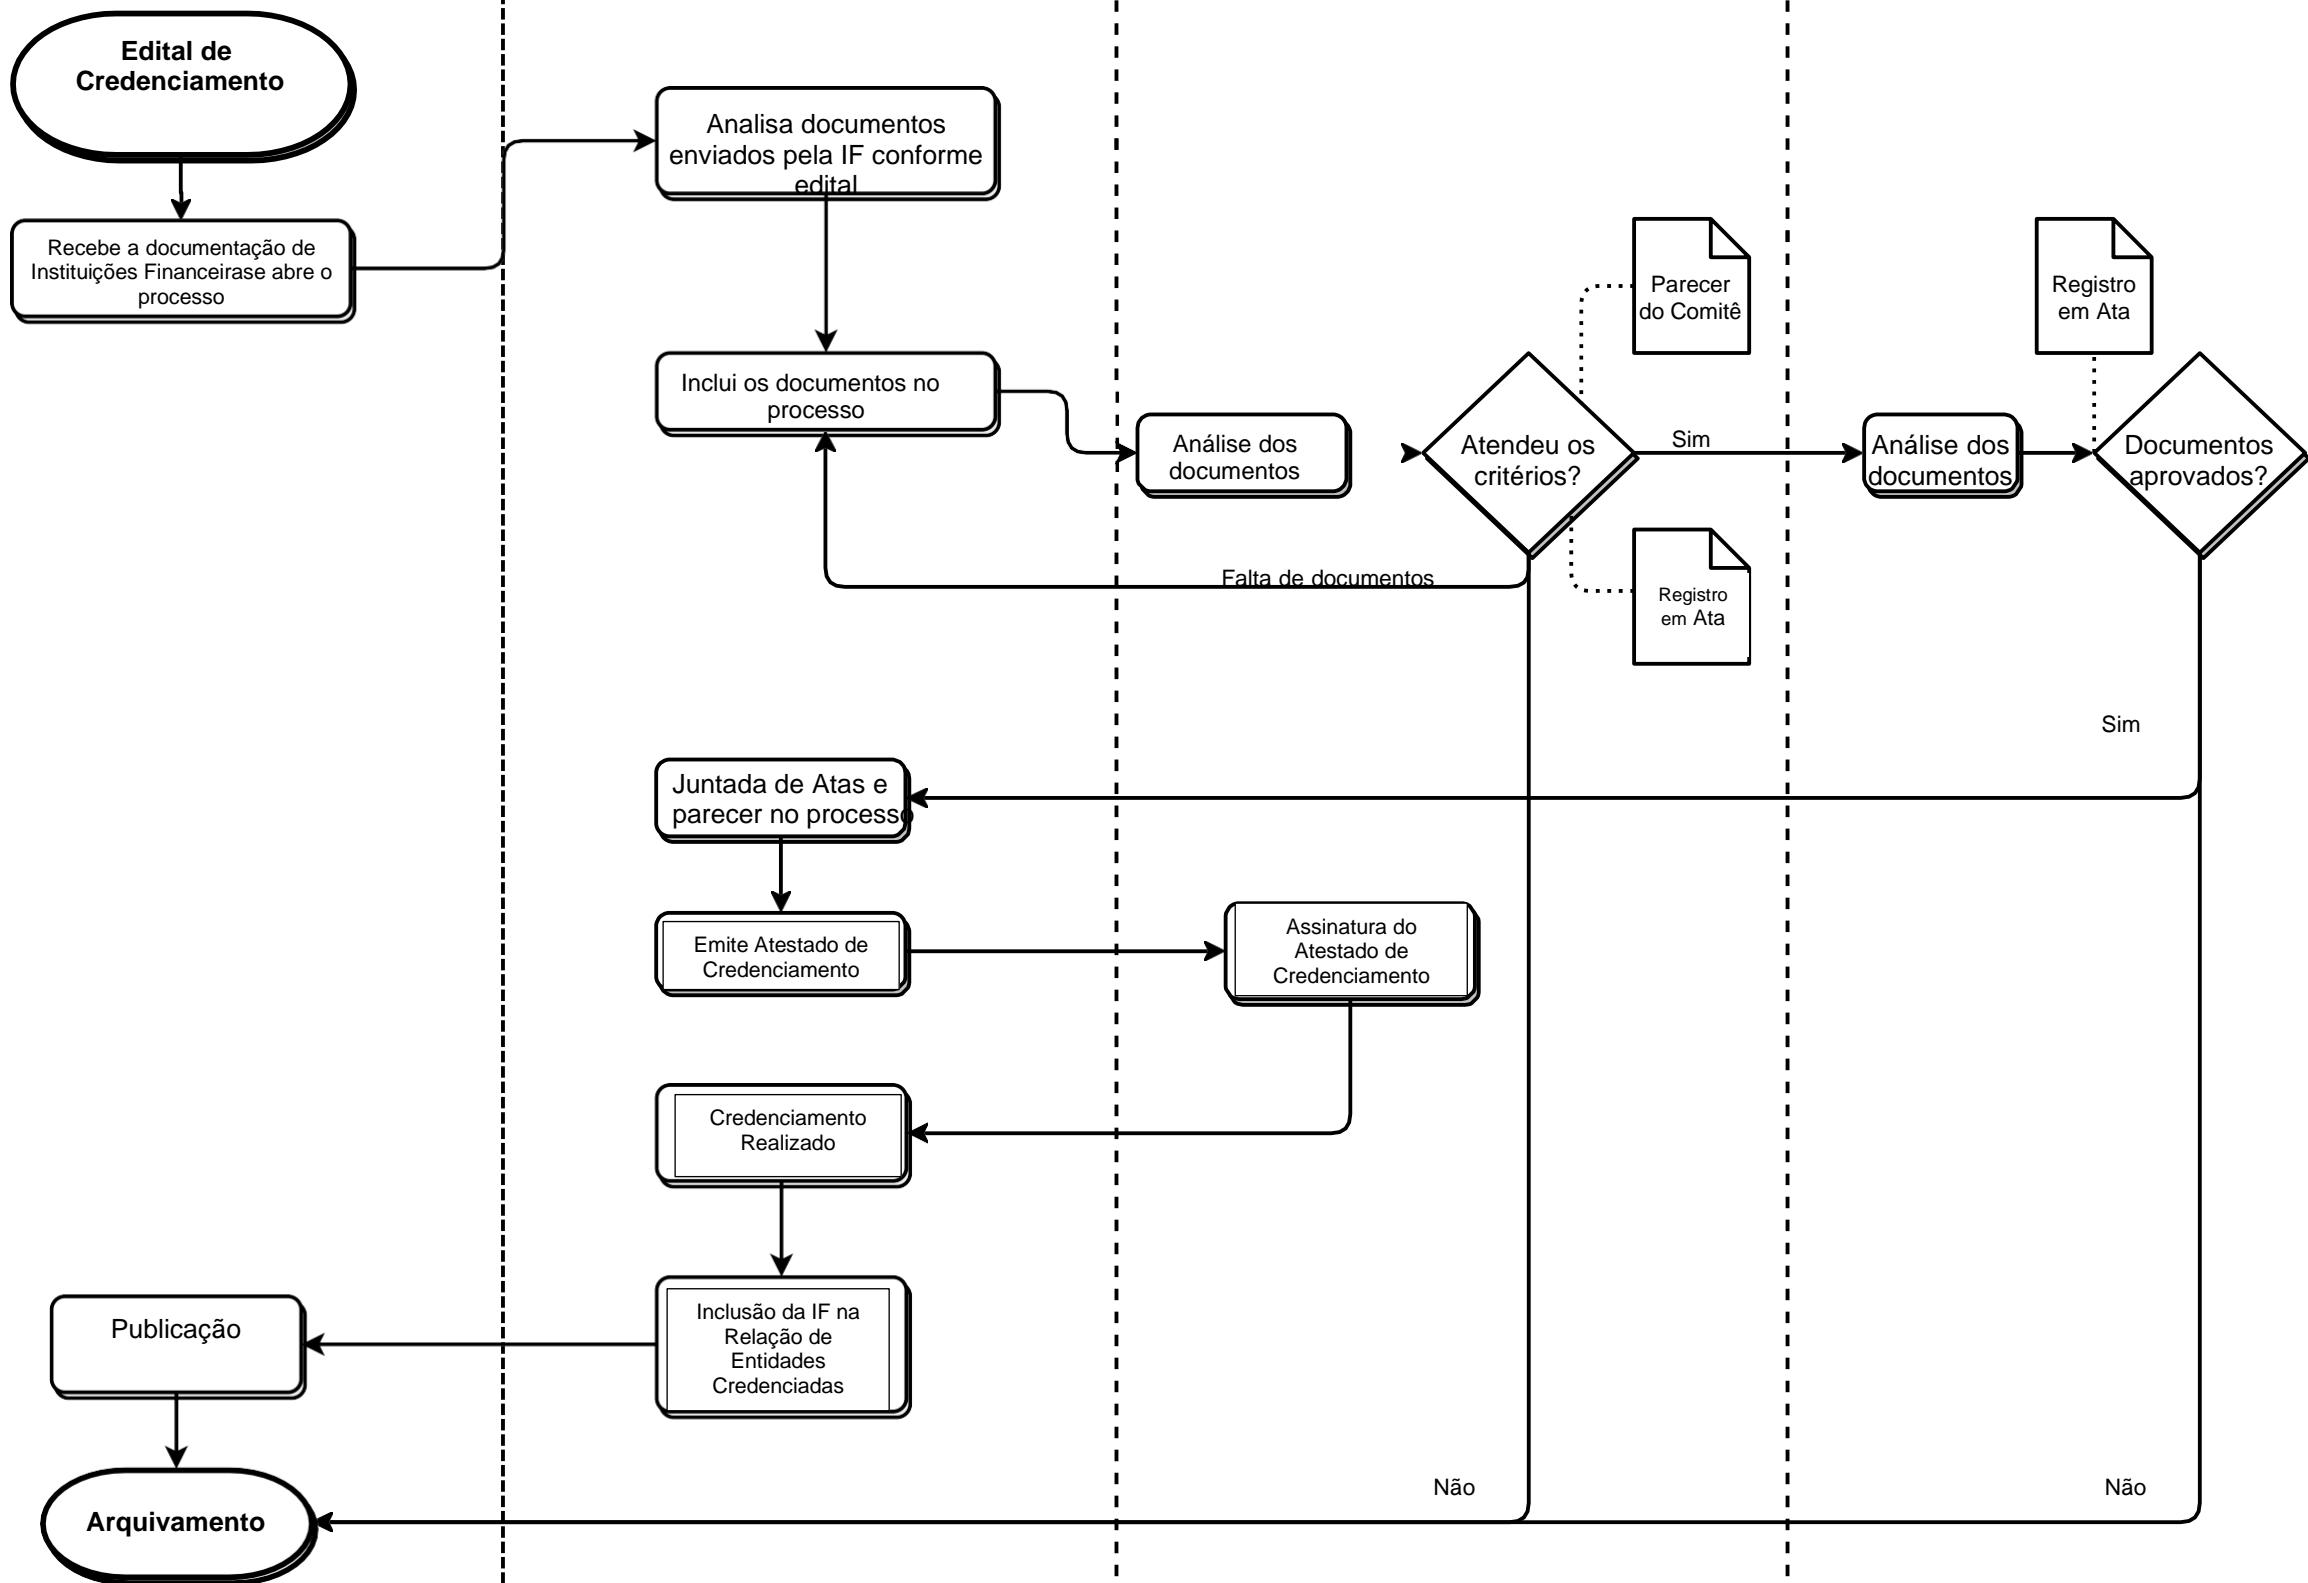 Edital de
Credenciamento
Recebe a documentação de
Instituições Financeirase abre o
processo
Analisa documentos
enviados pela IF conforme
edital
Inclui os documentos no
processo
Análise dos
documentos
Atendeu os
critérios?
Parecer
do Comitê
Registro
em Ata
Sim
Análise dos
documentos
Registro
em Ata
Documentos
aprovados?
Falta de documentos
Sim
Juntada de Atas e
parecer no processo
Emite Atestado de
Credenciamento
Assinatura do
Atestado de
Credenciamento
Credenciamento
Realizado
Inclusão da IF na
Relação de
Entidades
Credenciadas
Publicação
Não
Não
Arquivamento